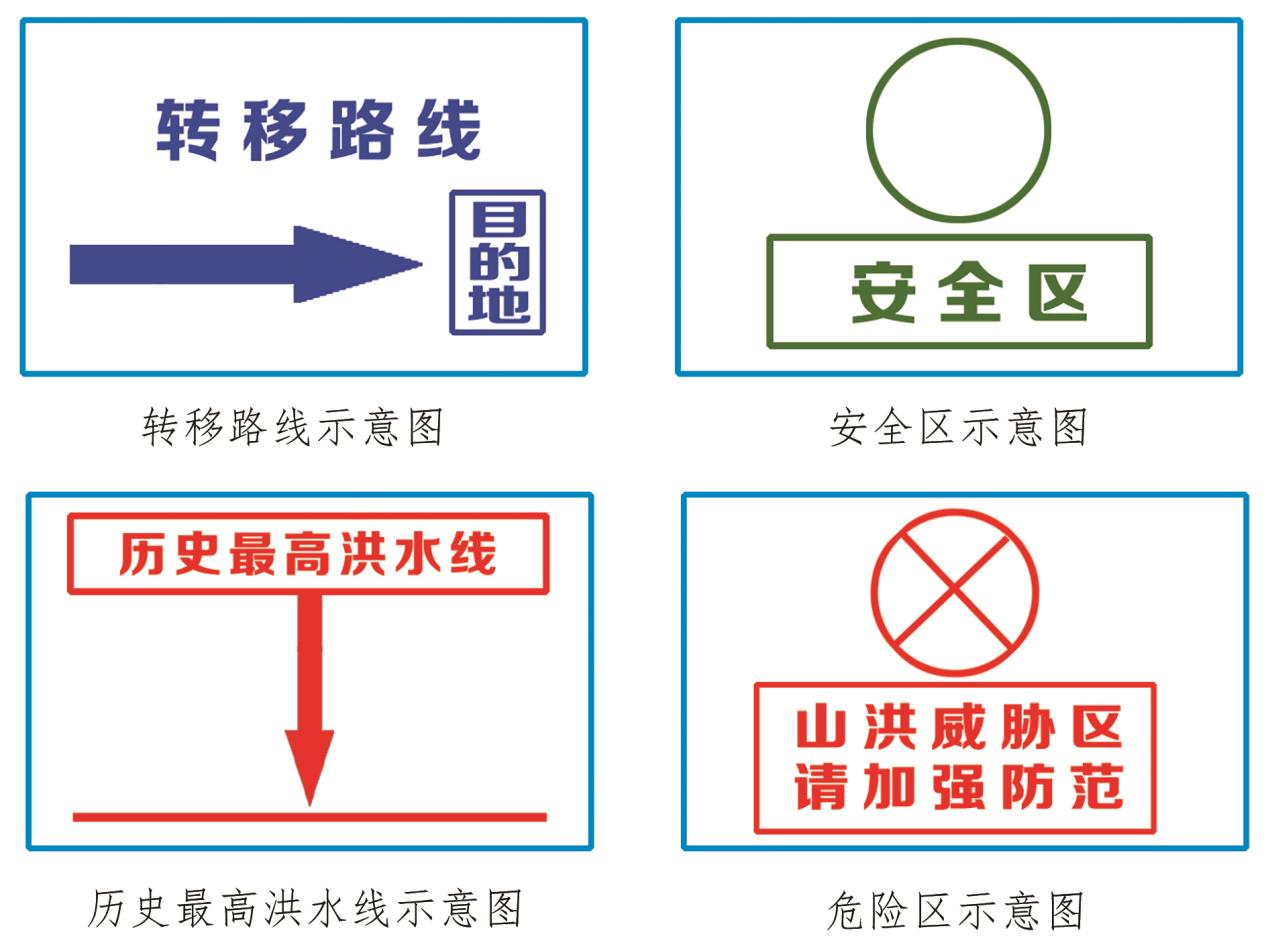 转移路线
目的地
转移路线示意图
安全区
安全区示意图
历史最高洪水线
历史最高洪水线示意图
山洪威胁区
请加强防范
危险区示意图